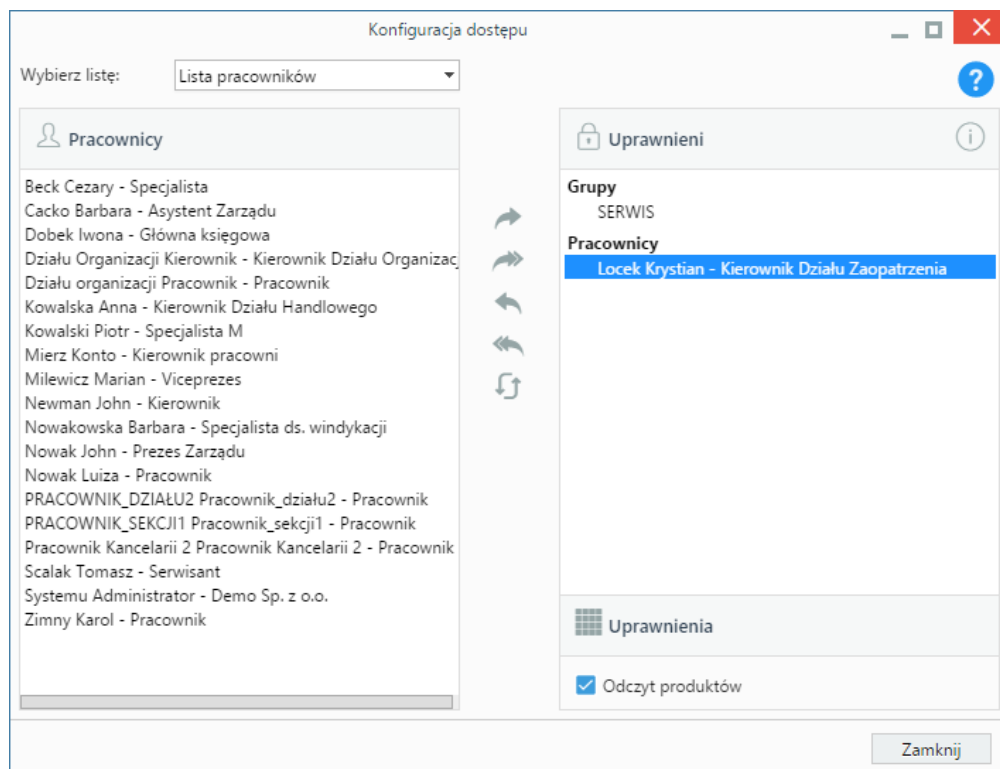 Konfiguracja dostępu
Wybierz listę:
Lista pracowników
?
Pracownicy
Beck Cezary - Specjalista
Cacko Barbara - Asystent Zarządu
Dobek Iwona - Główna księgowa
Działu Organizacji Kierownik - Kierownik Działu Organizac
Działu organizacji Pracownik - Pracownik
Kowalska Anna - Kierownik Działu Handlowego
Kowalski Piotr - Specjalista M
Mierz Konto - Kierownik pracowni
Milewicz Marian - Viceprezes
Newman John - Kierownik
Nowakowska Barbara - Specjalista ds. windykacji
Nowak John - Prezes Zarządu
Nowak Luiza - Pracownik
PRACOWNIK_DZIAŁU2 Pracownik_działu2 - Pracownik
PRACOWNIK_SEKCJI1 Pracownik_sekcji1 - Pracownik
Pracownik Kancelarii 2 Pracownik Kancelarii 2 - Pracownik
Scalak Tomasz - Serwisant
Systemu Administrator - Demo Sp. z o.o.
Zimny Karol - Pracownik
Uprawnieni
Grupy
SERWIS
Pracownicy
Locek Krystian - Kierownik Działu Zaopatrzenia
Uprawnienia
Odczyt produktów
Zamknij